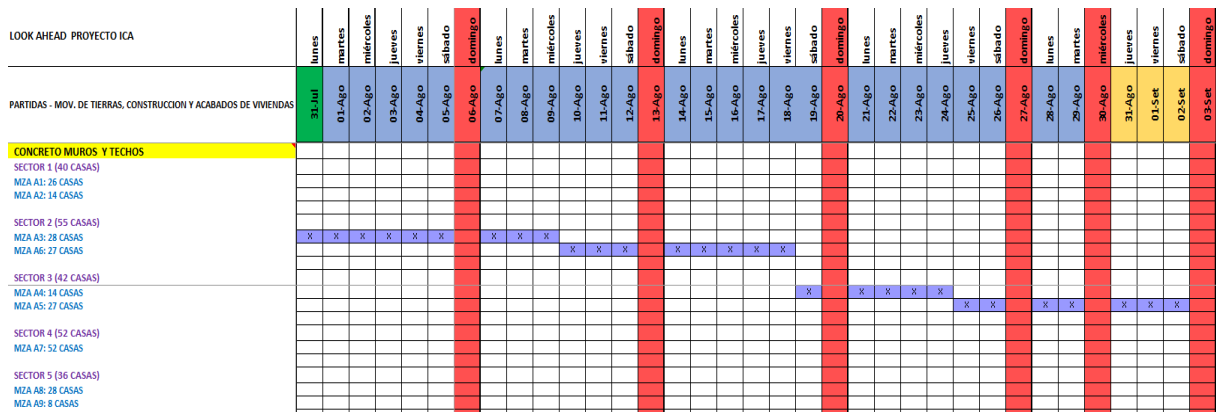 LOOK AHEAD PROYECTO ICA
lunes martes miércoles jueves viernes sábado domingo lunes martes miércoles jueves viernes sábado domingo lunes martes miércoles jueves viernes sábado domingo lunes martes miércoles jueves viernes sábado domingo lunes martes miércoles jueves viernes sábado domingo
PARTIDAS - MOV. DE TIERRAS, CONSTRUCCION Y ACABADOS DE VIVIENDAS
31-Jul 01-Ago 02-Ago 03-Ago 04-Ago 05-Ago 06-Ago 07-Ago 08-Ago 09-Ago 10-Ago 11-Ago 12-Ago 13-Ago 14-Ago 15-Ago 16-Ago 17-Ago 18-Ago 19-Ago 20-Ago 21-Ago 22-Ago 23-Ago 24-Ago 25-Ago 26-Ago 27-Ago 28-Ago 29-Ago 30-Ago 31-Ago 01-Set 02-Set 03-Set
CONCRETO MUROS Y TECHOS
SECTOR 1 (40 CASAS)
MZA A1: 26 CASAS
MZA A2: 14 CASAS
SECTOR 2 (55 CASAS)
MZA A3: 28 CASAS X X X X X X X X X
MZA A6: 27 CASAS X X X X X X X X
SECTOR 3 (42 CASAS)
MZA A4: 14 CASAS X X X X X
MZA A5: 27 CASAS X X X X X X X
SECTOR 4 (52 CASAS)
MZA A7: 52 CASAS
SECTOR 5 (36 CASAS)
MZA A8: 28 CASAS
MZA A9: 8 CASAS